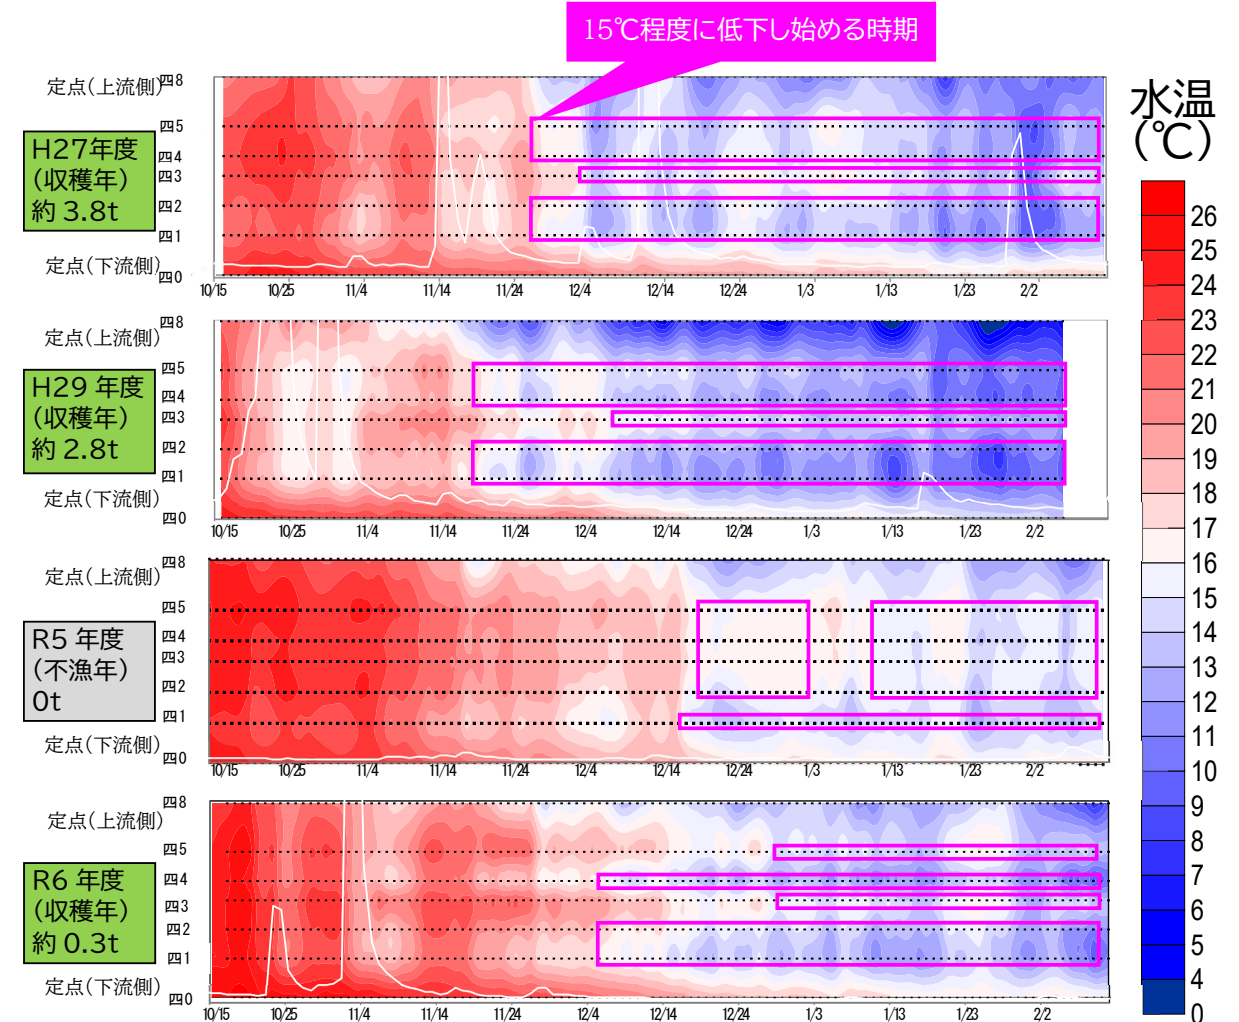 15℃程度に低下し始める時期
定点(上流側)
四8
四5
四4
四3
四2
四1
四0
定点(下流側)
H27年度
(収穫年)
約 3.8t
10/15
10/25
11/4
11/14
11/24
12/4
12/14
12/24
1/3
1/13
1/23
2/2
定点(上流側)
四8
四5
四4
四3
四2
四1
四0
定点(下流側)
H29 年度
(収穫年)
約 2.8t
10/15
10/25
11/4
11/14
11/24
12/4
12/14
12/24
1/3
1/13
1/23
2/2
定点(上流側)
四8
四5
四4
四3
四2
四1
四0
定点(下流側)
R5 年度
(不漁年)
0t
10/15
10/25
11/4
11/14
11/24
12/4
12/14
12/24
1/3
1/13
1/23
2/2
定点(上流側)
四8
四5
四4
四3
四2
四1
四0
定点(下流側)
R6 年度
(収穫年)
約 0.3t
10/15
10/25
11/4
11/14
11/24
12/4
12/14
12/24
1/3
1/13
1/23
2/2
水温
(℃)
26
25
24
23
22
21
20
19
18
17
16
15
14
13
12
11
10
9
8
7
6
5
4
0